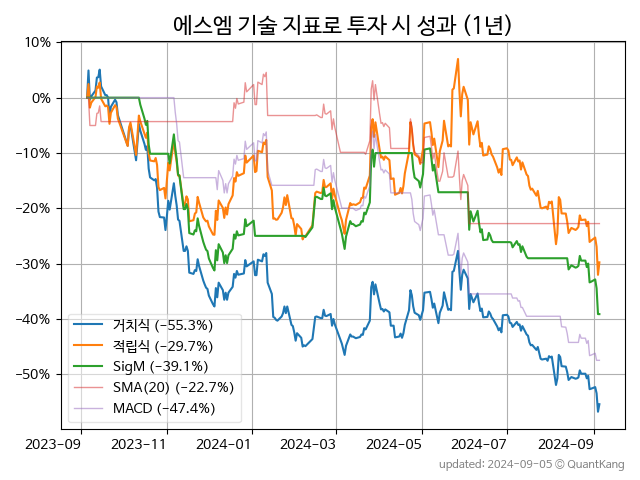 에스엠 기술 지표로 투자 시 성과 (1년)
10%
0%
−10%
−20%
−30%
−40%
−50%
거치식 (−55.3%)
적립식 (−29.7%)
SigM (−39.1%)
SMA(20) (−22.7%)
MACD (−47.4%)
2023−09 2023−11 2024−01 2024−03 2024−05 2024−07 2024−09
updated: 2024−09−05 © QuantKang